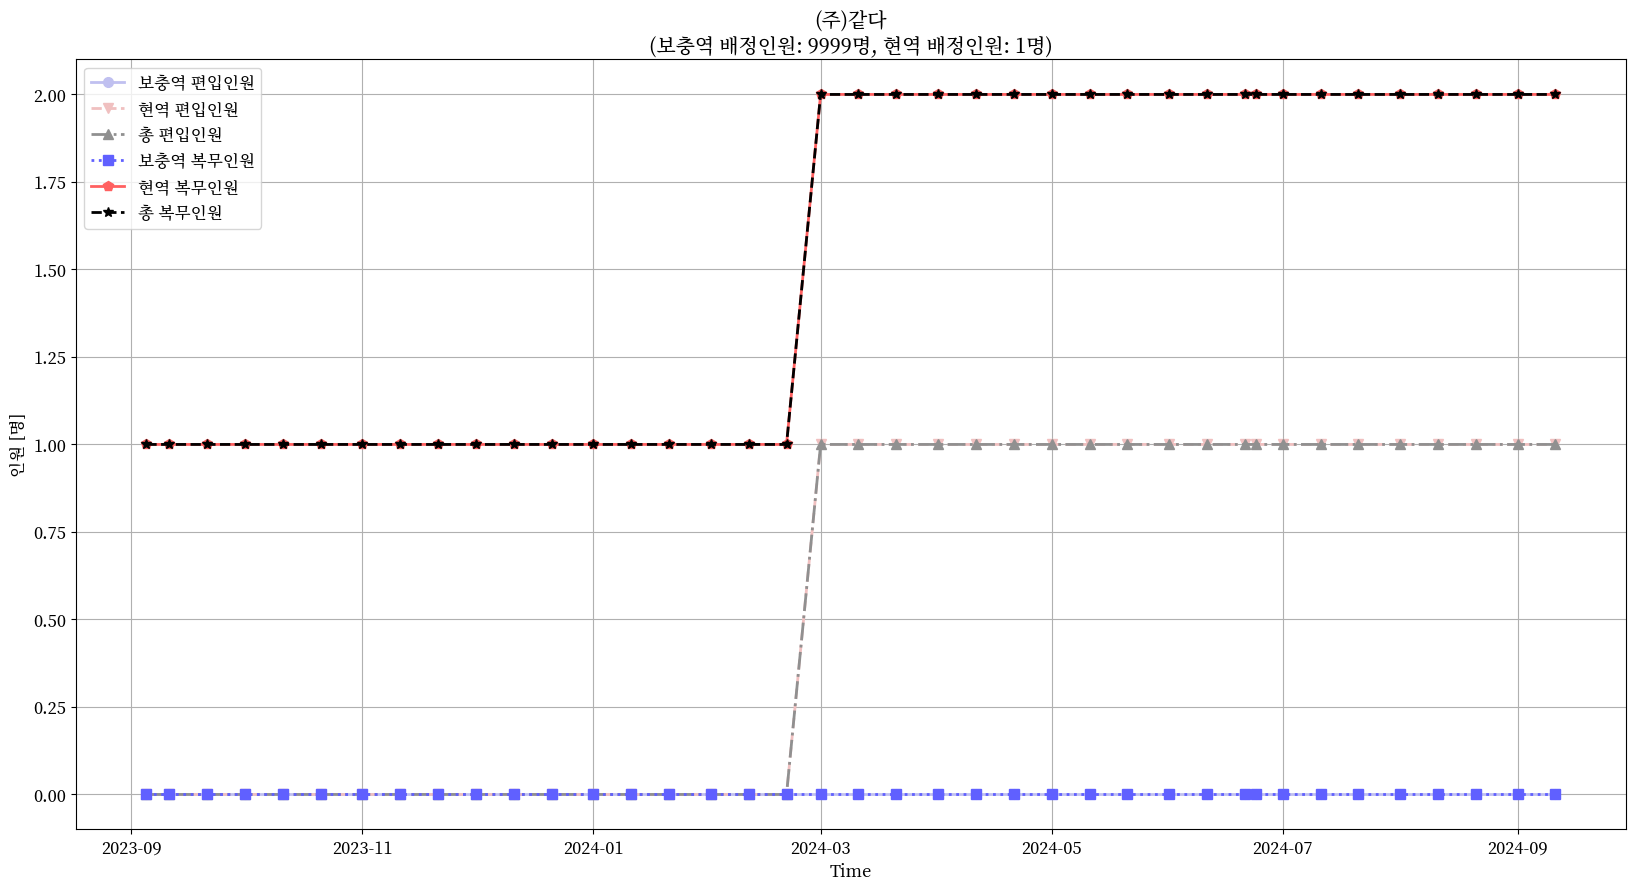 (주)같다
(보충역 배정인원: 9999명, 현역 배정인원: 1명)
보충역 편입인원
현역 편입인원
총 편입인원
보충역 복무인원
현역 복무인원
총 복무인원
2.00
1.75
1.50
1.25
1.00
0.75
0.50
0.25
0.00
인원 [명]
2023-09 2023-11 2024-01 2024-03 2024-05 2024-07 2024-09
Time